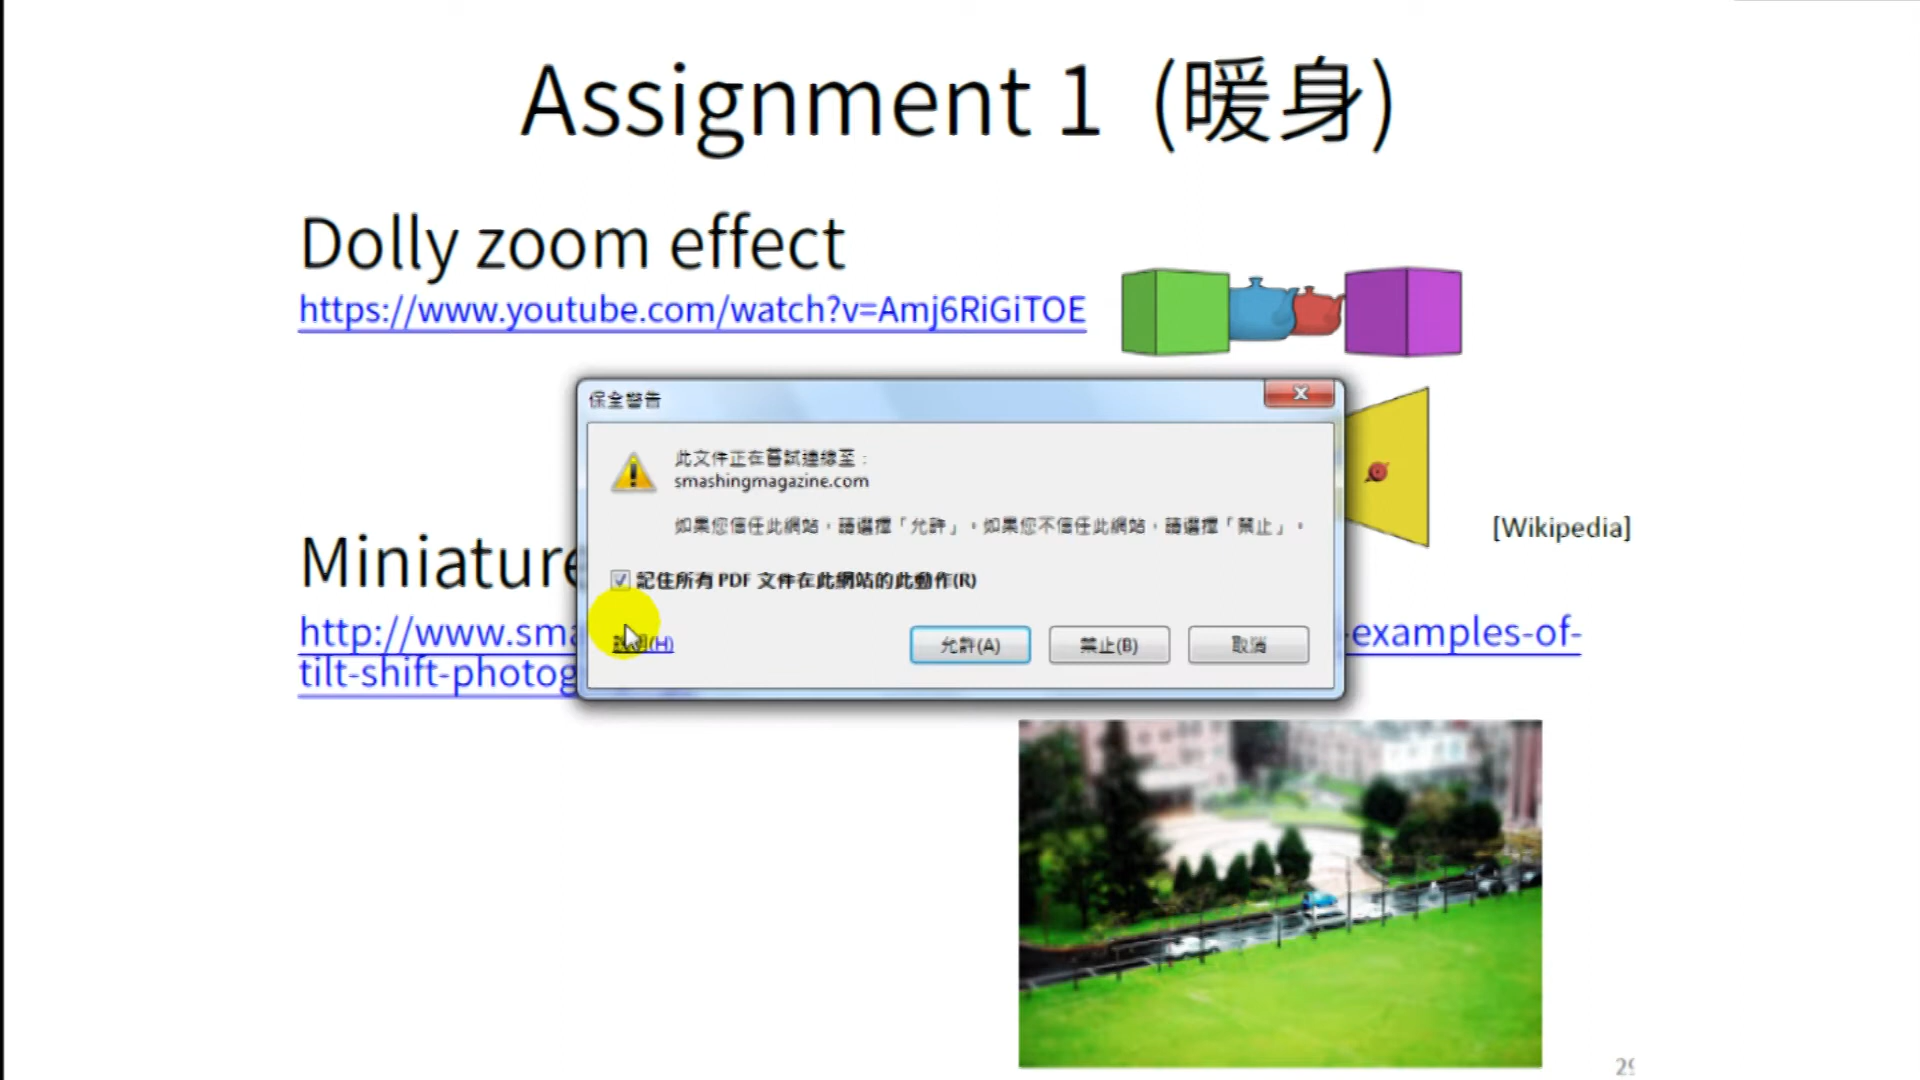 Assignment 1 (暖身)
Dolly zoom effect
https://www.youtube.com/watch?v=Amj6RiGiTOE
保全警告
此文件正在嘗試連線至：
smashingmagazine.com
如果您信任此網站，請選擇「允許」。如果您不信任此網站，請選擇「禁止」。
[Wikipedia]
Miniature
記住所有 PDF 文件在此網站的此動作(R)
http://www.sma
-examples-of-
(H)
允許(A)
禁止(B)
取消
tilt-shift-photog
29